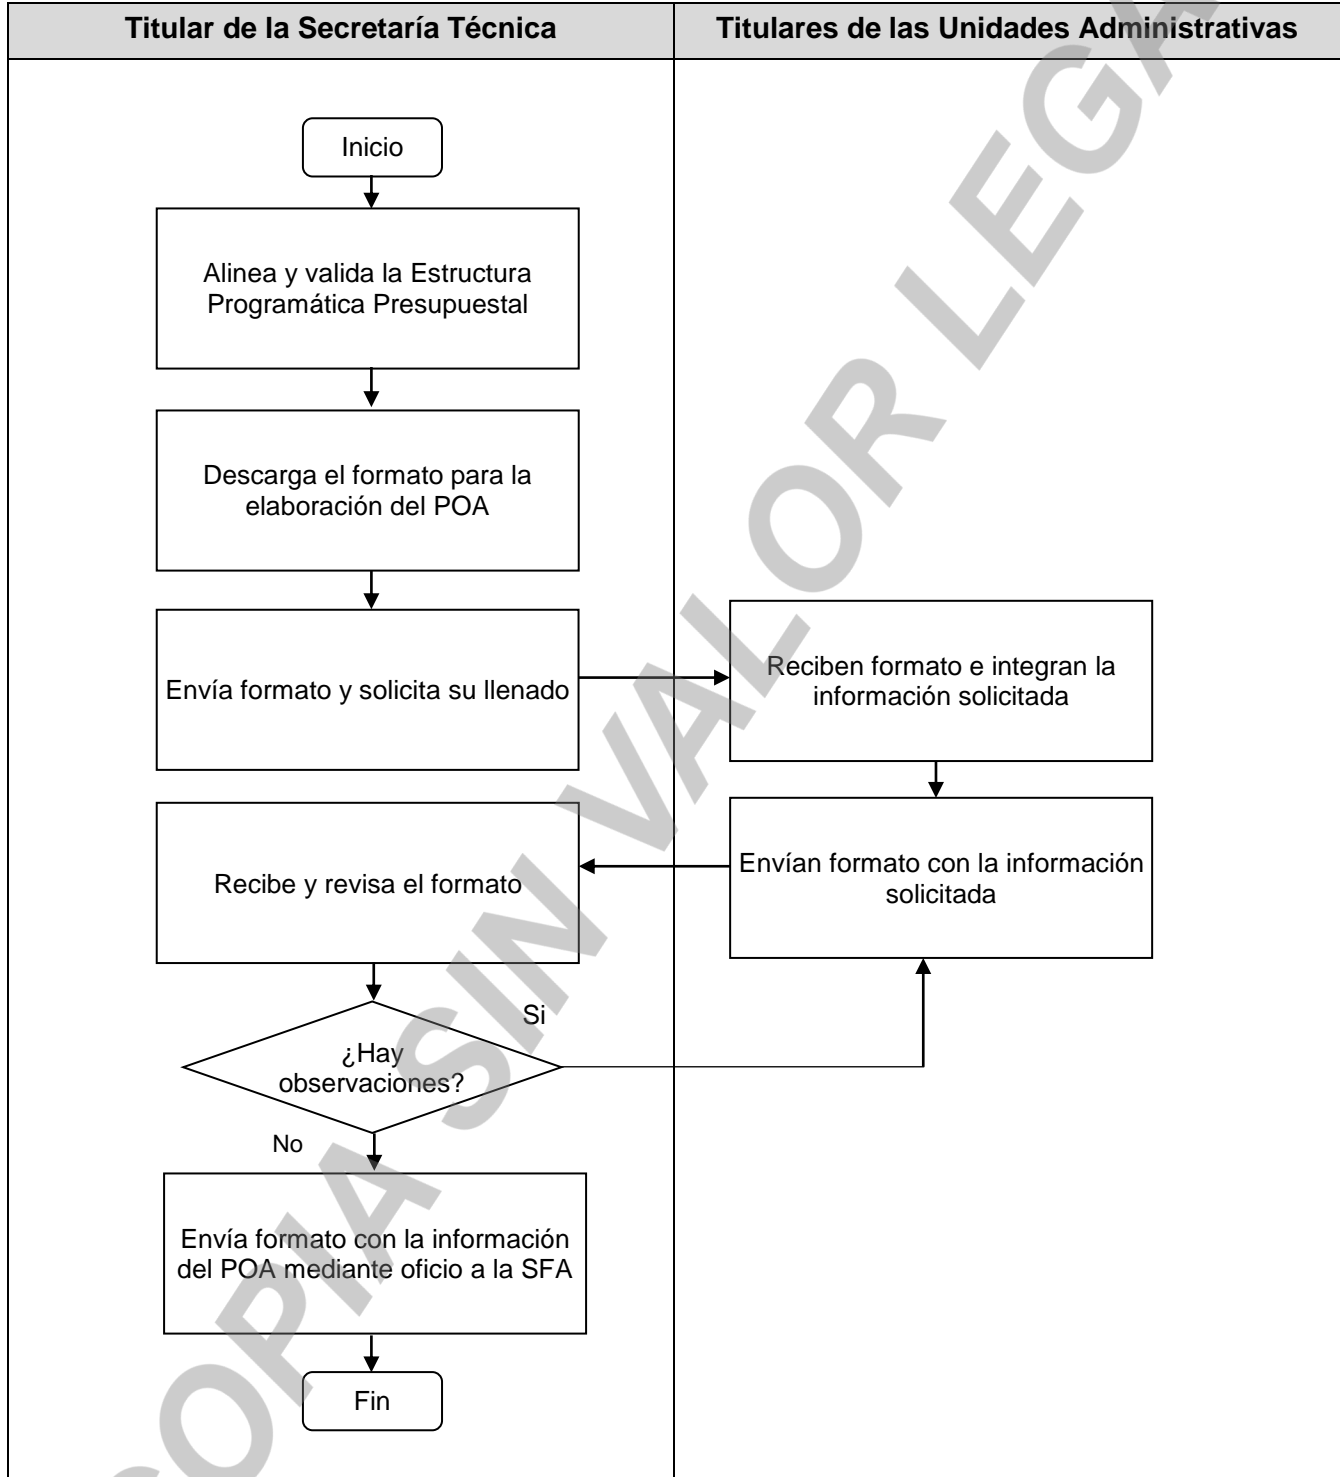 Titular de la Secretaría Técnica
Titulares de las Unidades Administrativas
Inicio
Alinea y valida la Estructura
Programática Presupuestal
Descarga el formato para la
elaboración del POA
Envía formato y solicita su llenado
Reciben formato e integran la
información solicitada
Envían formato con la información
solicitada
Recibe y revisa el formato
¿Hay
observaciones?
Si
No
Envía formato con la información
del POA mediante oficio a la SFA
Fin
COPIA SIN VALOR LEGAL